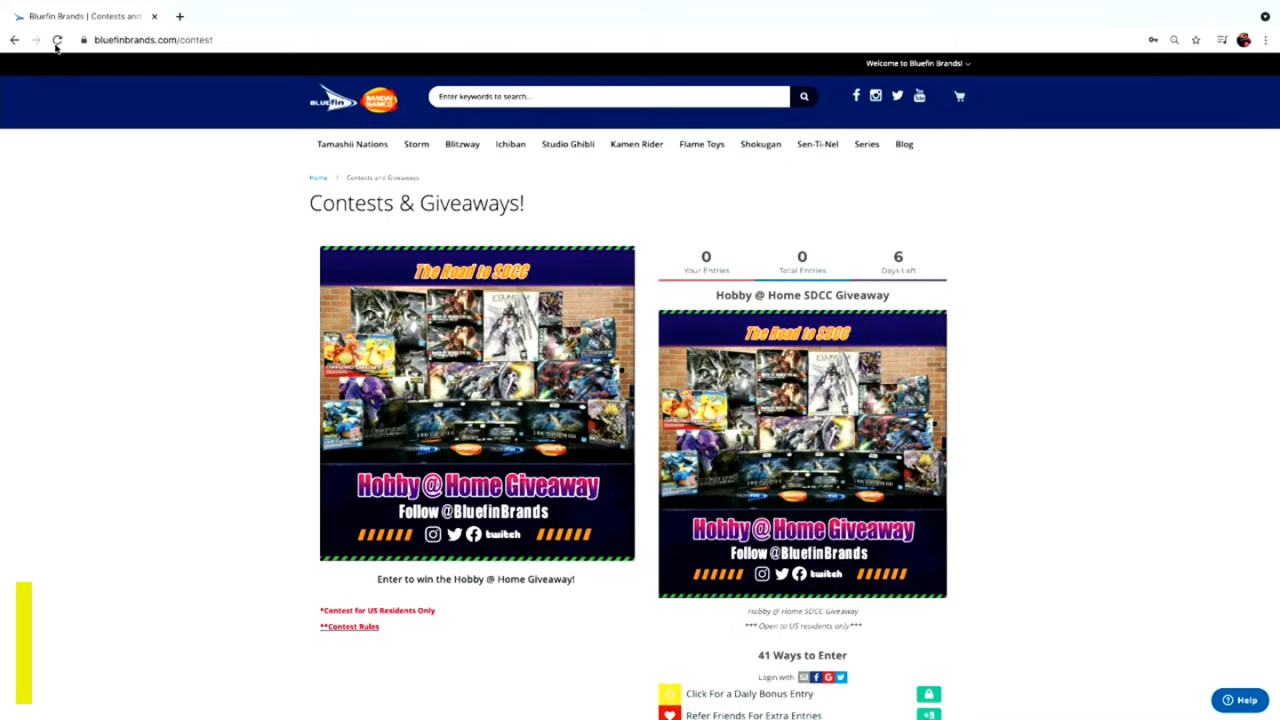 Bluefin Brands | Contests and
bluefinbrands.com/contest
Welcome to Bluefin Brands!
BLUEfin
BANDAI NAMCO
Enter keywords to search...
Tamashii Nations Storm Blitzway Ichiban Studio Ghibli Kamen Rider Flame Toys Shokugan Sen-Ti-Nel Series Blog
Home Contests and Giveaways
Contests & Giveaways!
The Road to SDCC
Hobby @ Home Giveaway
Follow @BluefinBrands
twitch
Enter to win the Hobby @ Home Giveaway!
*Contest for US Residents Only
**Contest Rules
0 0 6
Your Entries Total Entries Days Left
Hobby @ Home SDCC Giveaway
The Road to SDCC
Hobby @ Home Giveaway
Follow @BluefinBrands
twitch
Hobby @ Home SDCC Giveaway
*** Open to US residents only***
41 Ways to Enter
Login with:
Click For a Daily Bonus Entry
Refer Friends For Extra Entries +3
Help